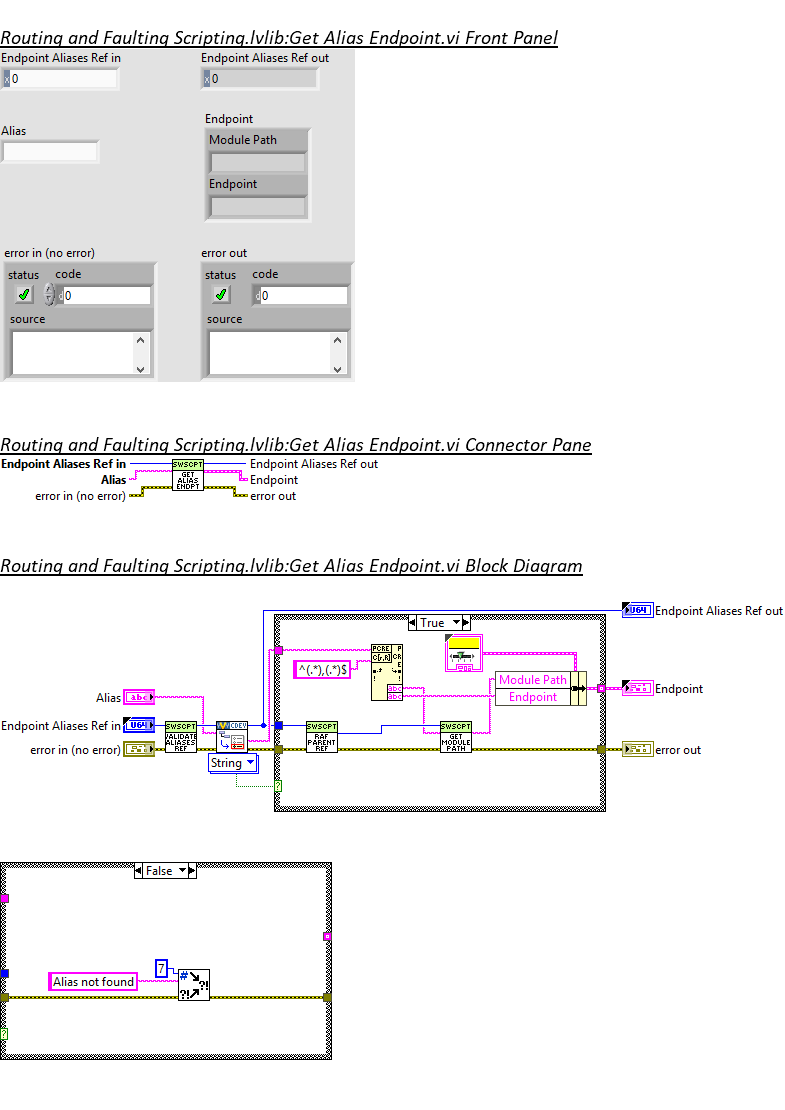 Routing and Faulting Scripting.lvlib:Get Alias Endpoint.vi Front Panel
Endpoint Aliases Ref in
Endpoint Aliases Ref out
x 0
x 0
Alias
Endpoint
Module Path
Endpoint
error in (no error)
error out
status code
status code
d 0
d 0
source
source
Routing and Faulting Scripting.lvlib:Get Alias Endpoint.vi Connector Pane
Endpoint Aliases Ref in
Alias
error in (no error)
SWSCPT
GET
ALIAS
ENDPT
Endpoint Aliases Ref out
Endpoint
error out
Routing and Faulting Scripting.lvlib:Get Alias Endpoint.vi Block Diagram
U64 Endpoint Aliases Ref out
True
PCRE
^(.*),(.*)$
abc
abc
Module Path
Endpoint
Endpoint
Alias abc
Endpoint Aliases Ref in U64
error in (no error)
SWSCPT
VALIDATE
ALIASES
REF
CDEV
SWSCPT
RAF
PARENT
REF
SWSCPT
GET
MODULE
PATH
error out
String
?
False
7
Alias not found
#
?!
?!
?